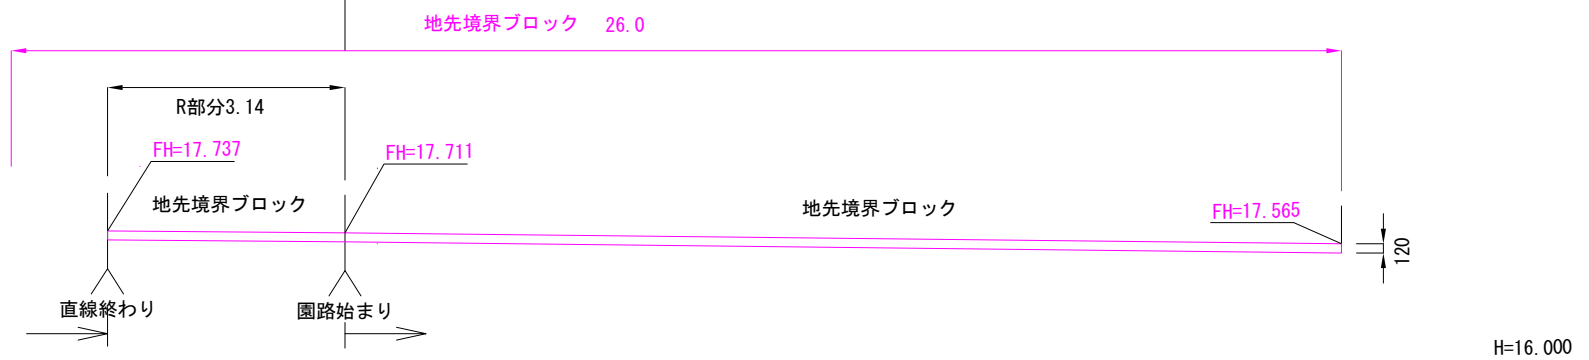 地先境界ブロック 26.0
R部分3.14
FH=17.737
FH=17.711
地先境界ブロック
地先境界ブロック
FH=17.565
120
直線終わり
園路始まり
H=16.000